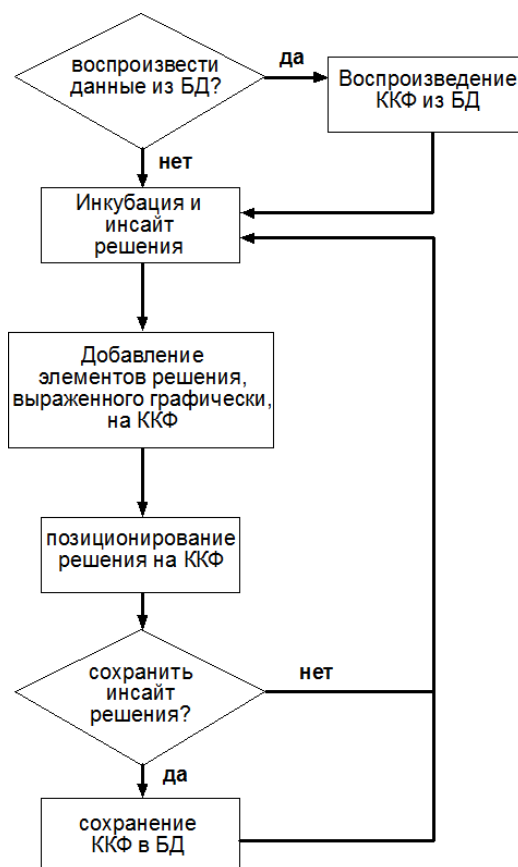 воспроизвести
данные из БД?
да
Воспроизведение
ККФ из БД
нет
Инкубация и
инсайт
решения
Добавление
элементов решения,
выраженного графически,
на ККФ
позиционирование
решения на ККФ
сохранить
инсайт
решения?
нет
да
сохранение
ККФ в БД